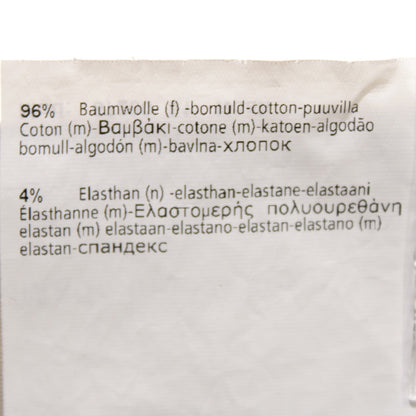 96% Baumwolle (f) -bomuld-cotton-puuvilla
Coton (m)-Βαμβάκι-cotone (m)-katoen-algodão
bomull-algodón (m)-bavlna-хлопок
4% Elasthan (n) -elasthan-elastane-elastaani
Élasthanne (m)-Ελαστομερής πολυουρεθάνη
elastan (m) elastaan-elastano-elastan-elastano (m)
elastan-спандекс